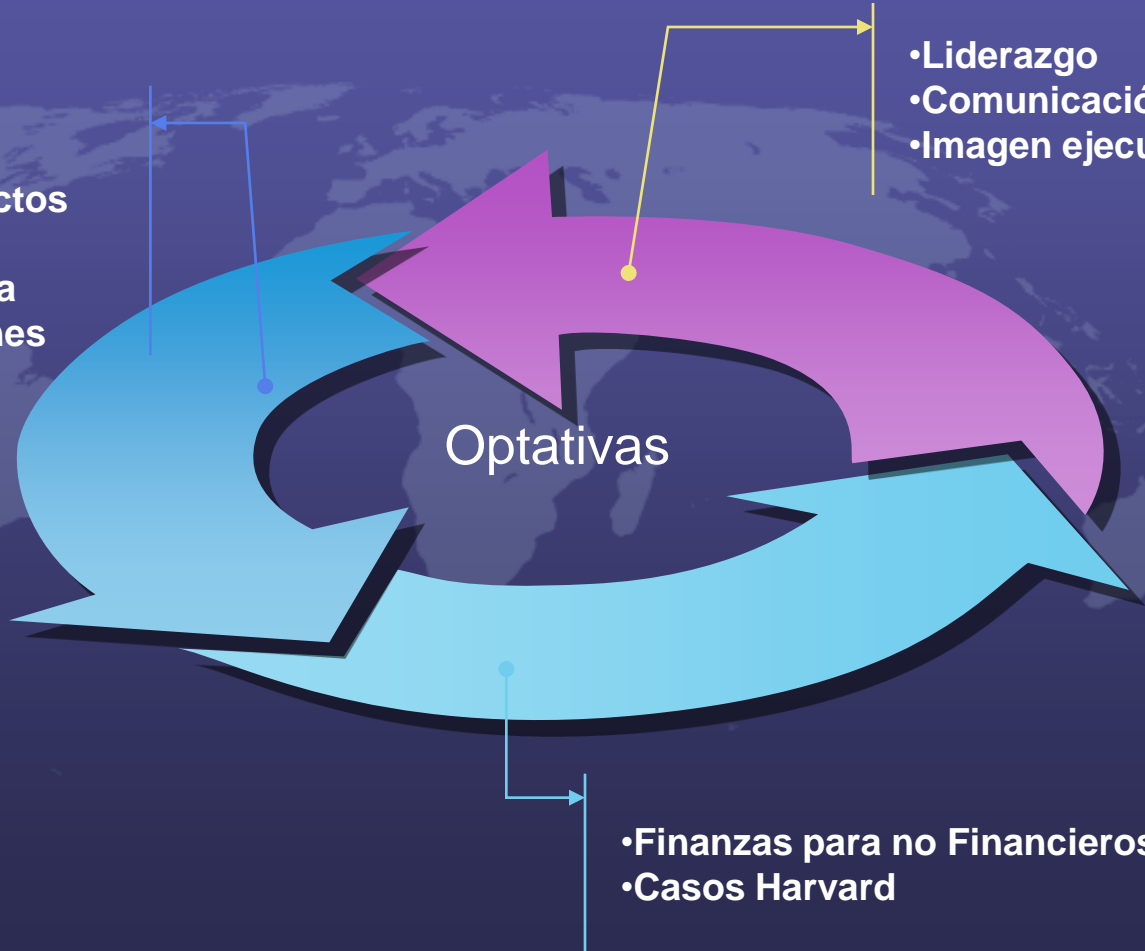 •Liderazgo
•Comunicació
•Imagen ejecu
ctos
a
nes
Optativas
•Finanzas para no Financieros
•Casos Harvard